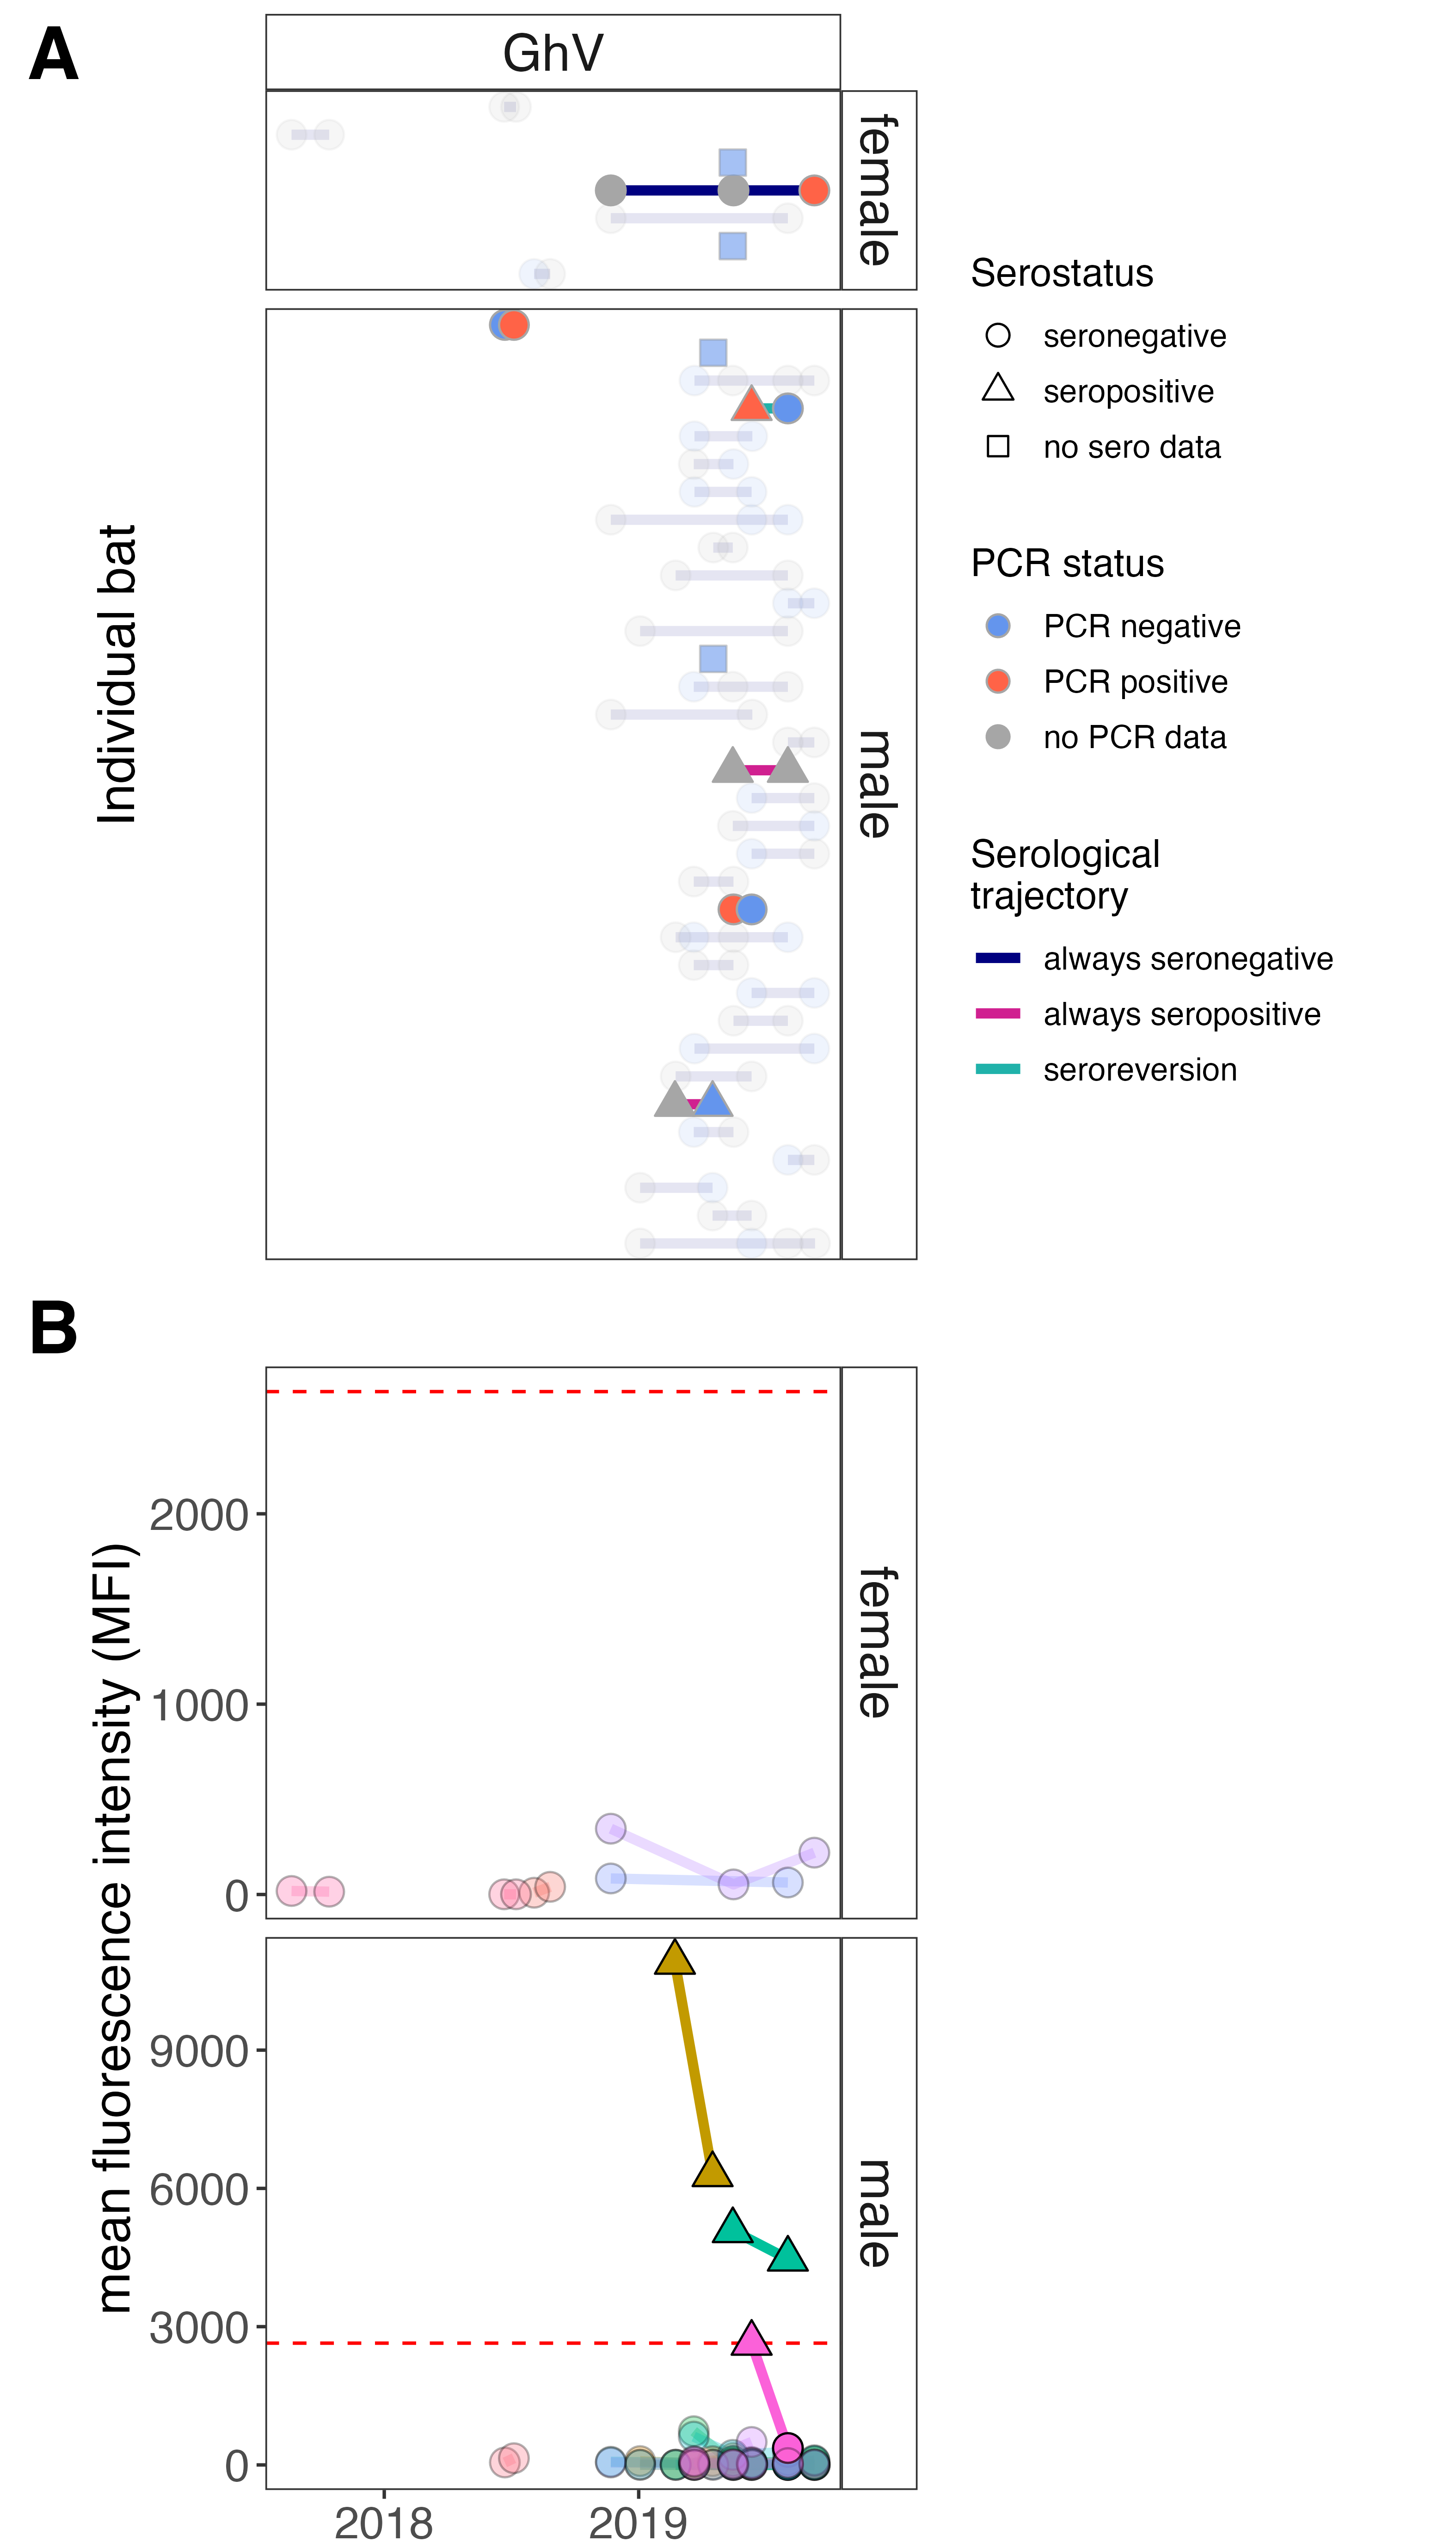 A
GhV
female
male
Individual bat
Serostatus
seronegative
seropositive
no sero data
PCR status
PCR negative
PCR positive
no PCR data
Serological
trajectory
always seronegative
always seropositive
seroreversion
B
mean fluorescence intensity (MFI)
2000
1000
0
female
9000
6000
3000
0
male
2018
2019